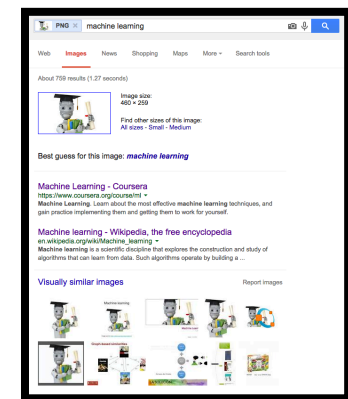 PNG × machine learning
Web Images News Shopping Maps More Search tools
About 759 results (1.27 seconds)
Image size:
460 × 259
Find other sizes of this image:
All sizes - Small - Medium
Best guess for this image: machine learning
Machine Learning - Coursera
https://www.coursera.org/course/ml
Machine Learning. Learn about the most effective machine learning techniques, and
gain practice implementing them and getting them to work for yourself.
Machine learning - Wikipedia, the free encyclopedia
en.wikipedia.org/wiki/Machine_learning
Machine learning is a scientific discipline that explores the construction and study of
algorithms that can learn from data. Such algorithms operate by building a ...
Visually similar images Report images
Machine learning